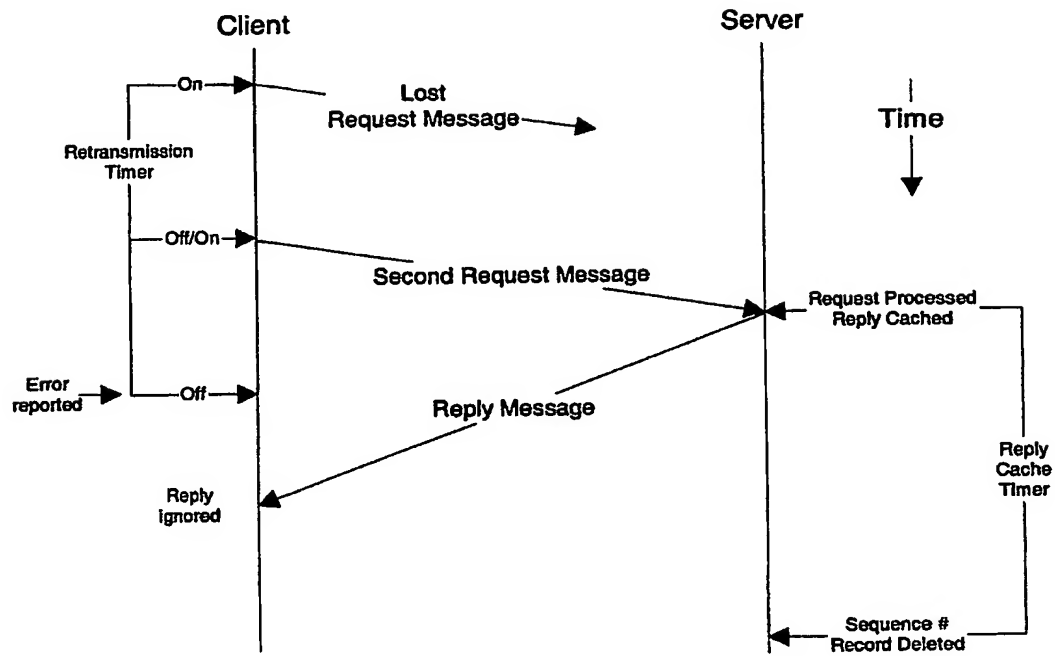 Client
Server
On
Lost
Request Message
Time
Retransmission
Timer
Off/On
Second Request Message
Request Processed
Reply Cached
Error
reported
Off
Reply Message
Reply
Cache
Timer
Reply
ignored
Sequence #
Record Deleted